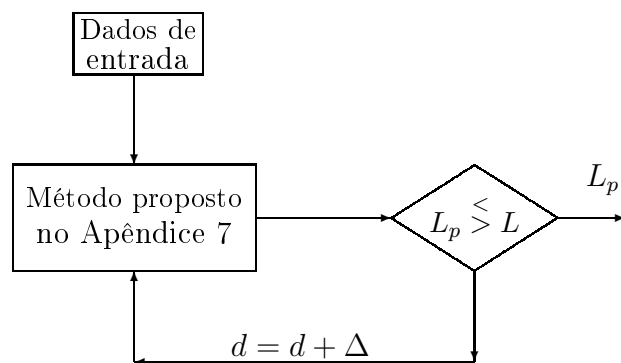 Dados de
entrada
Método proposto
no Apêndice 7
<
L_p > L
L_p
d = d + Δ